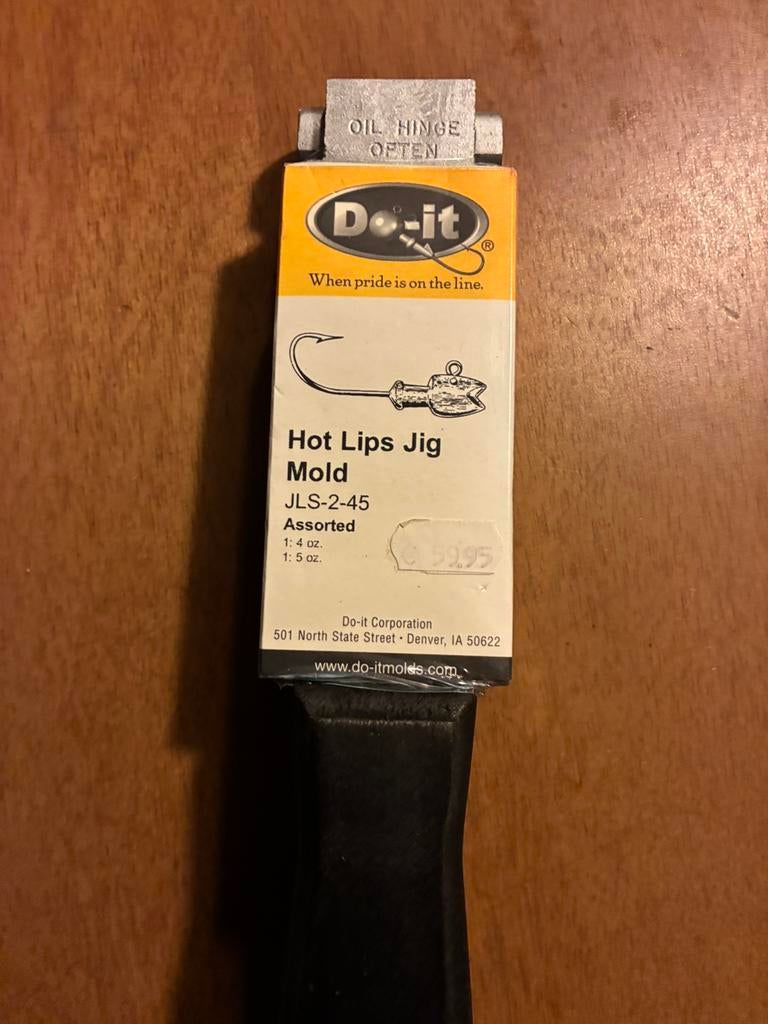 OIL HINGE
OFTEN
Do-it®
When pride is on the line.
Hot Lips Jig
Mold
JLS-2-45
Assorted
1: 4 oz.
1: 5 oz.
€ 59.95
Do-it Corporation
501 North State Street • Denver, IA 50622
www.do-itmolds.com